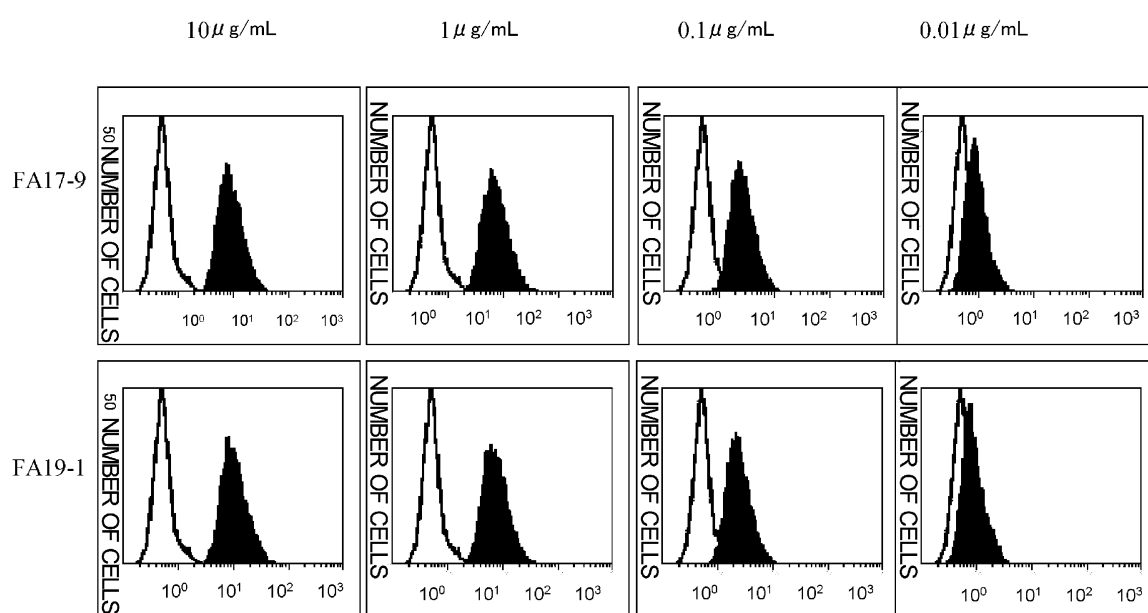 10μg/mL 1μg/mL 0.1μg/mL 0.01μg/mL
FA17-9
50 NUMBER OF CELLS
NUMBER OF CELLS
NUMBER OF CELLS
NUMBER OF CELLS
10⁰ 10¹ 10² 10³
10⁰ 10¹ 10² 10³
10⁰ 10¹ 10² 10³
10⁰ 10¹ 10² 10³
FA19-1
50 NUMBER OF CELLS
NUMBER OF CELLS
NUMBER OF CELLS
NUMBER OF CELLS
10⁰ 10¹ 10² 10³
10⁰ 10¹ 10² 10³
10⁰ 10¹ 10² 10³
10⁰ 10¹ 10² 10³